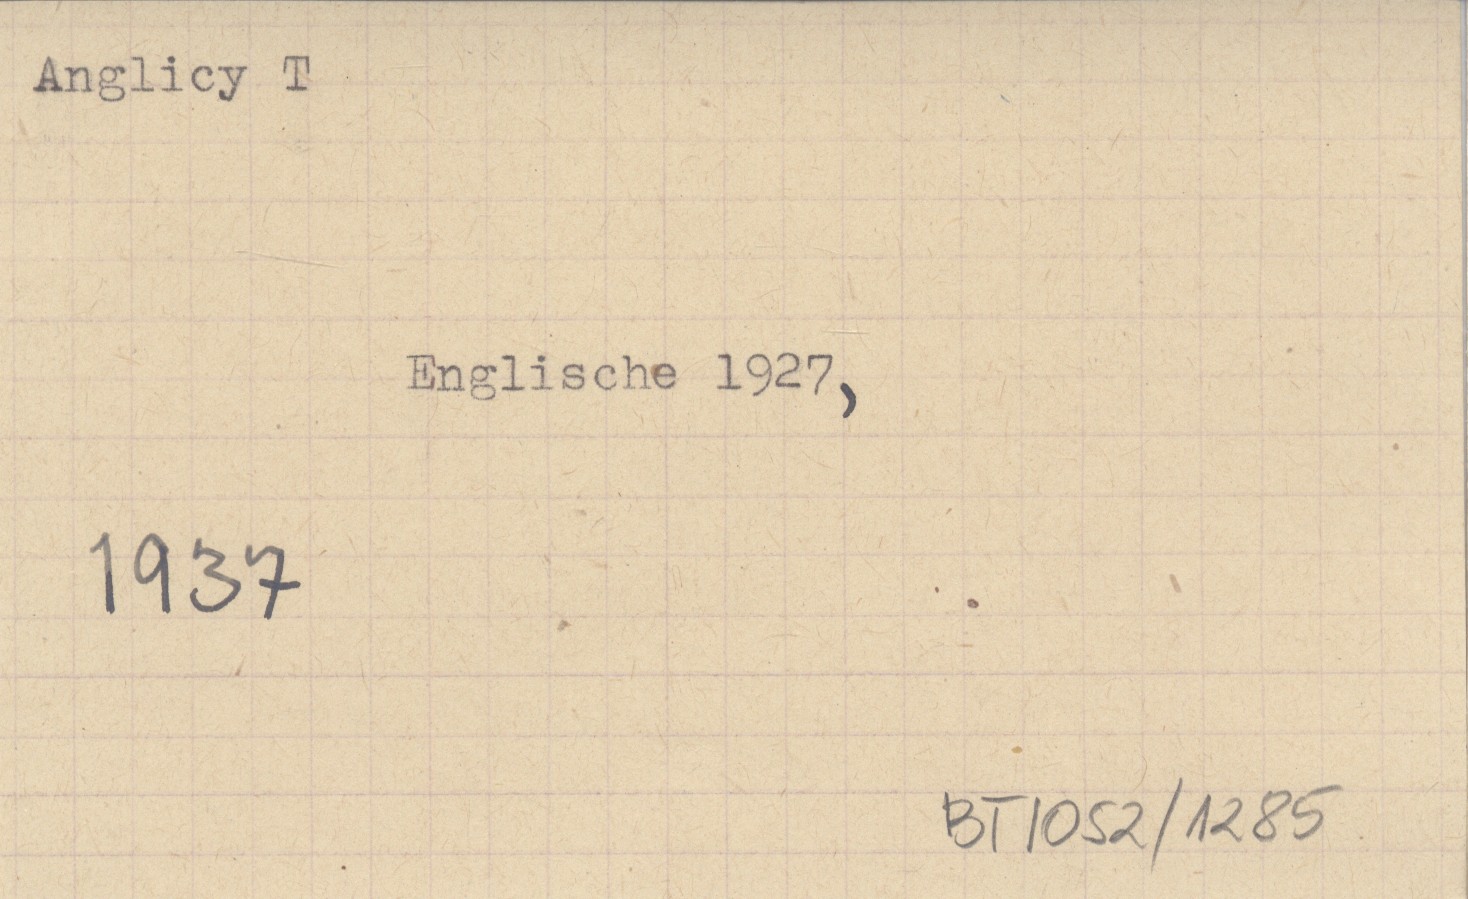 Anglicy T
Englische 1927,
1937
BT1052/1285